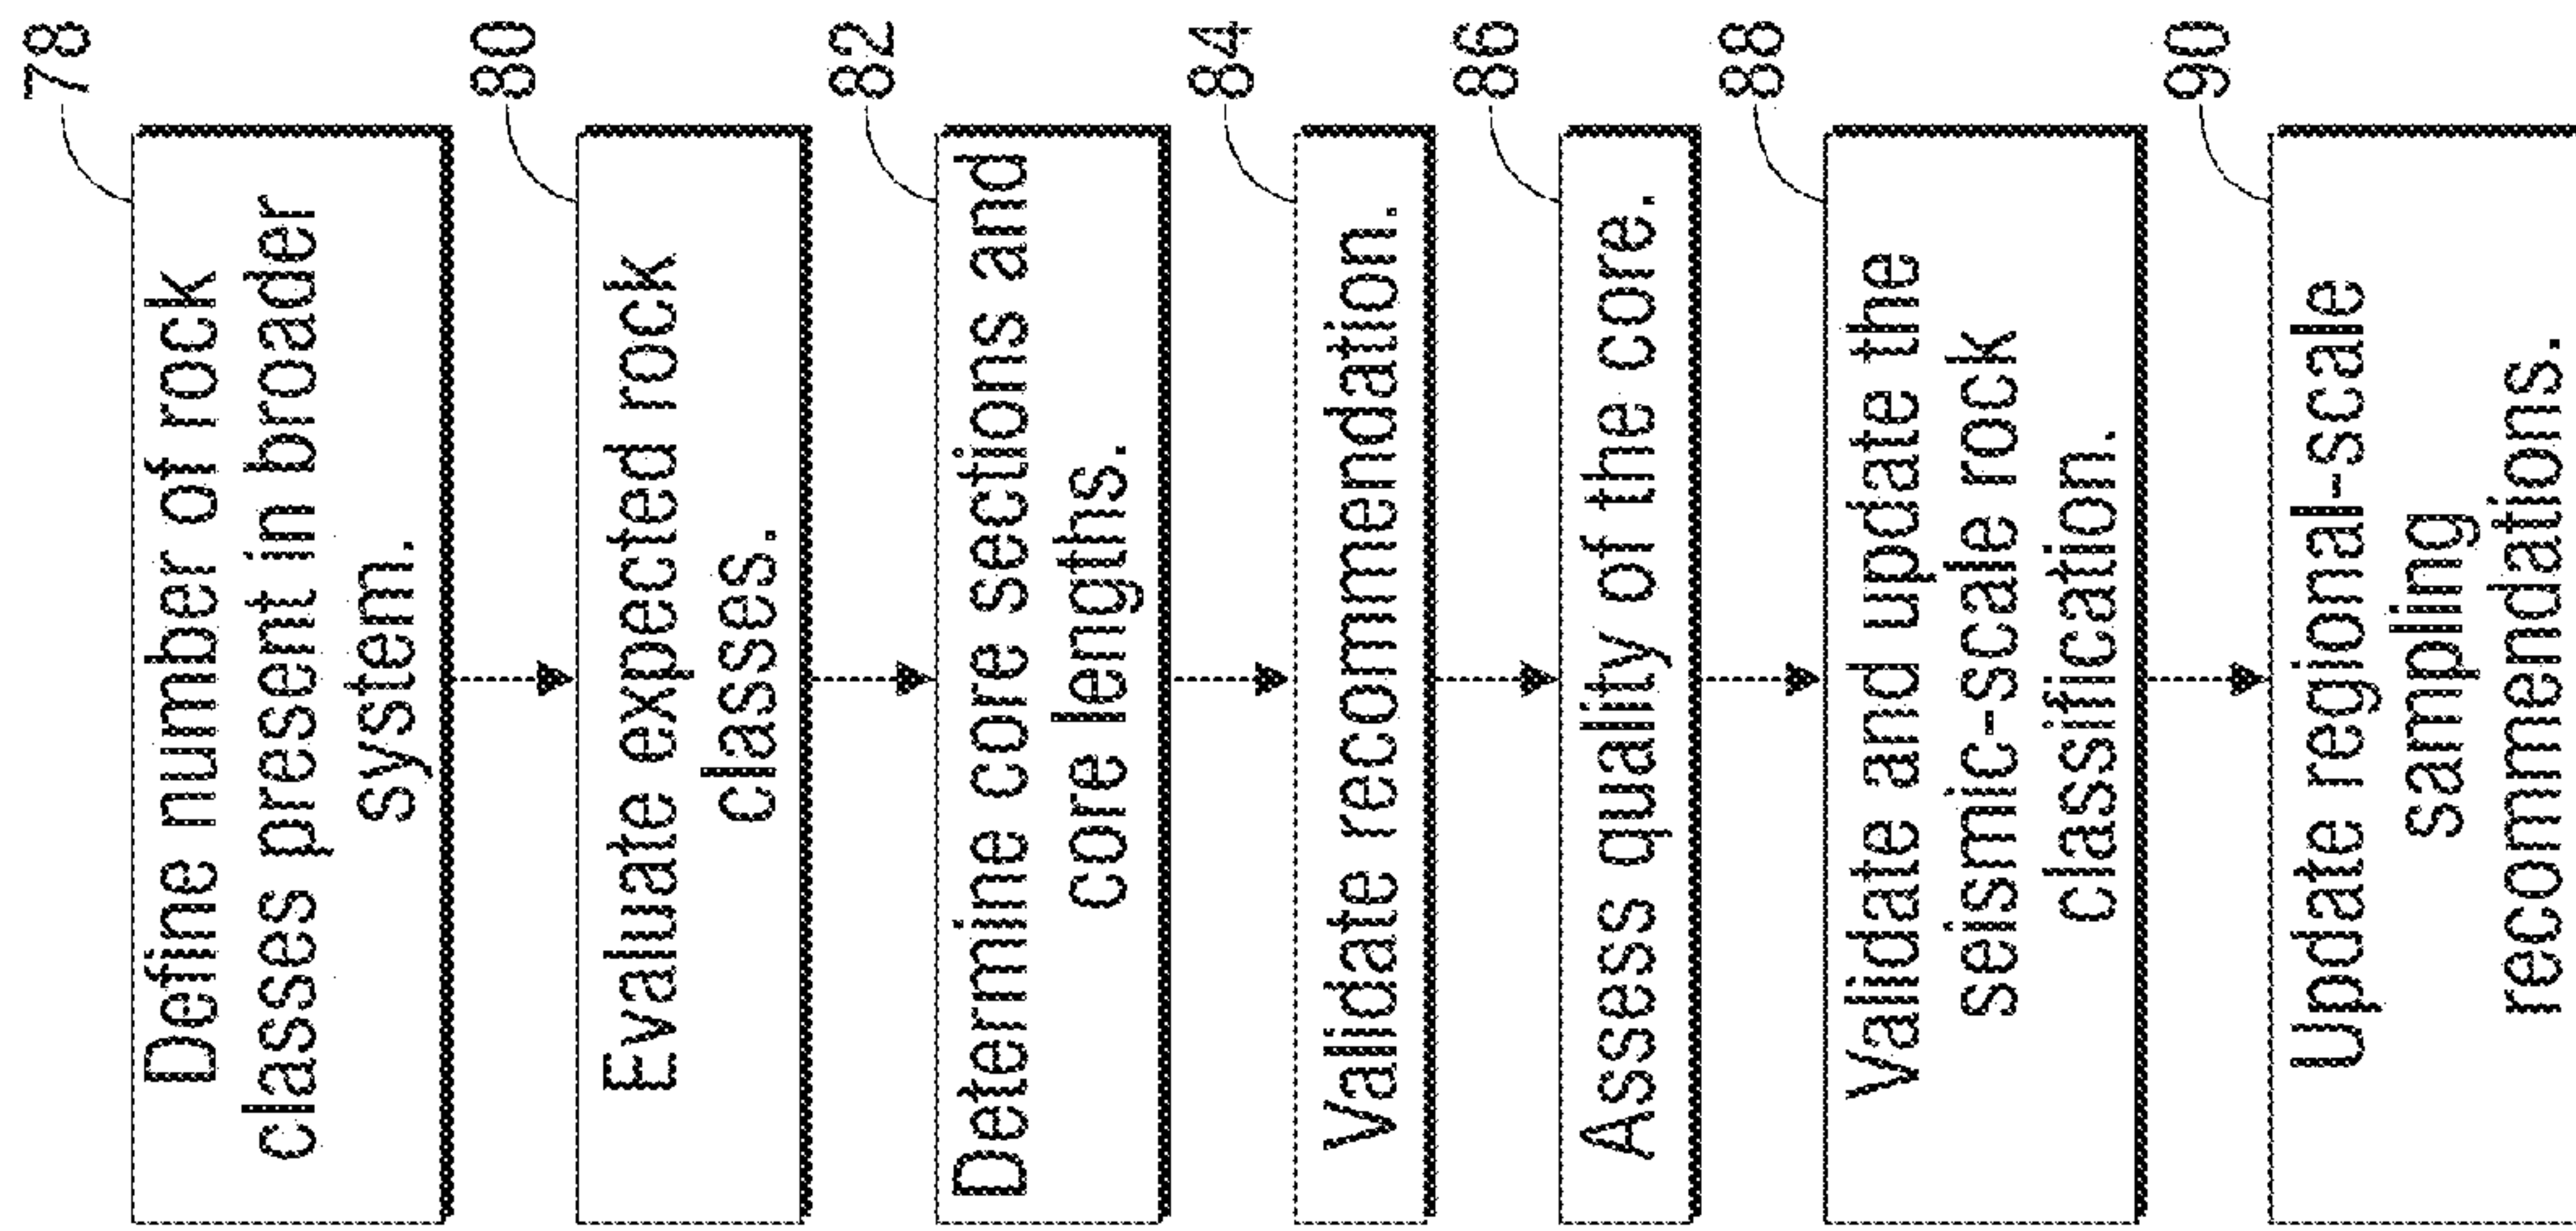 78
Define number of rock
classes present in broader
system.
80
Evaluate expected rock
classes.
82
Determine core sections and
core lengths.
84
Validate recommendation.
86
Assess quality of the core.
88
Validate and update the
seismic-scale rock
classification.
90
Update regional-scale
sampling
recommendations.